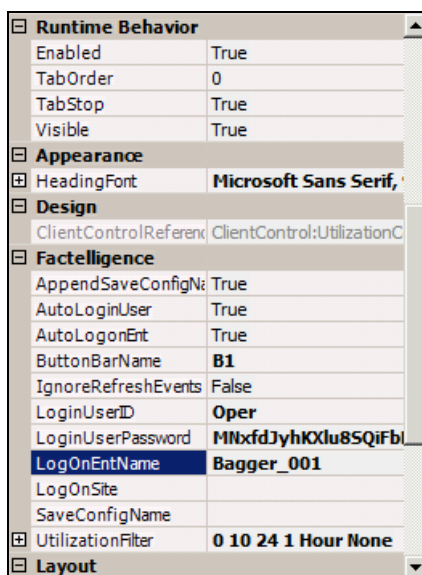 Runtime Behavior
Enabled True
TabOrder 0
TabStop True
Visible True
Appearance
HeadingFont Microsoft Sans Serif,
Design
ClientControlReferenc ClientControl:UtilizationC
Factelligence
AppendSaveConfigNa True
AutoLoginUser True
AutoLogonEnt True
ButtonBarName B1
IgnoreRefreshEvents False
LoginUserID Oper
LoginUserPassword MNxfdJyhKXlu8SQiFbI
LogOnEntName Bagger_001
LogOnSite
SaveConfigName
UtilizationFilter 0 10 24 1 Hour None
Layout